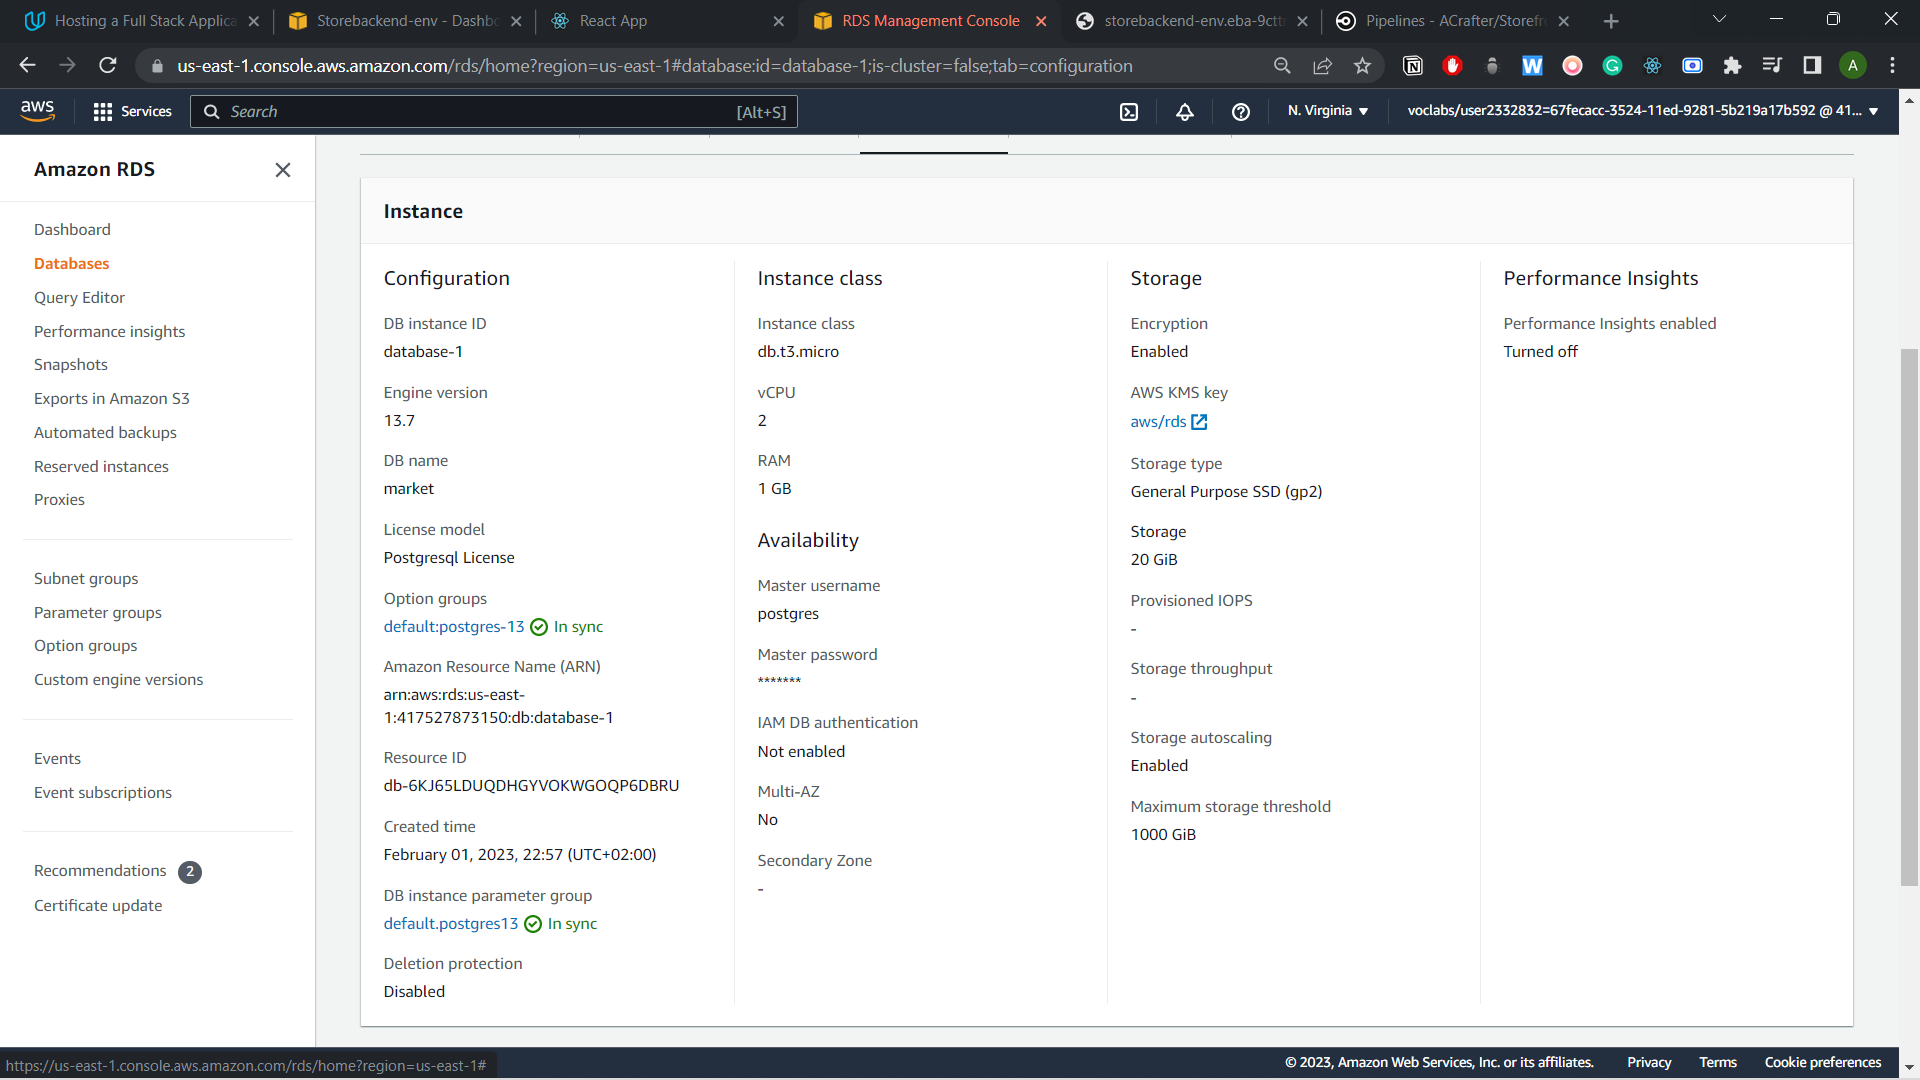 Hosting a Full Stack Applica
Storebackend-env - Dashbo
React App
RDS Management Console
storebackend-env.eba-9cttn
Pipelines - ACrafter/Storefr
us-east-1.console.aws.amazon.com/rds/home?region=us-east-1#database:id=database-1;is-cluster=false;tab=configuration
A
aws
Services
Search
[Alt+S]
N. Virginia
voclabs/user2332832=67fecacc-3524-11ed-9281-5b219a17b592 @ 41...
Amazon RDS
Dashboard
Databases
Query Editor
Performance insights
Snapshots
Exports in Amazon S3
Automated backups
Reserved instances
Proxies
Subnet groups
Parameter groups
Option groups
Custom engine versions
Events
Event subscriptions
Recommendations 2
Certificate update
Instance
Configuration
DB instance ID
database-1
Engine version
13.7
DB name
market
License model
Postgresql License
Option groups
default:postgres-13 In sync
Amazon Resource Name (ARN)
arn:aws:rds:us-east-
1:417527873150:db:database-1
Resource ID
db-6KJ65LDUQDHGYVOKWGOQP6DBRU
Created time
February 01, 2023, 22:57 (UTC+02:00)
DB instance parameter group
default.postgres13 In sync
Deletion protection
Disabled
Instance class
Instance class
db.t3.micro
vCPU
2
RAM
1 GB
Availability
Master username
postgres
Master password
*******
IAM DB authentication
Not enabled
Multi-AZ
No
Secondary Zone
-
Storage
Encryption
Enabled
AWS KMS key
aws/rds
Storage type
General Purpose SSD (gp2)
Storage
20 GiB
Provisioned IOPS
-
Storage throughput
-
Storage autoscaling
Enabled
Maximum storage threshold
1000 GiB
Performance Insights
Performance Insights enabled
Turned off
https://us-east-1.console.aws.amazon.com/rds/home?region=us-east-1#
© 2023, Amazon Web Services, Inc. or its affiliates.
Privacy
Terms
Cookie preferences